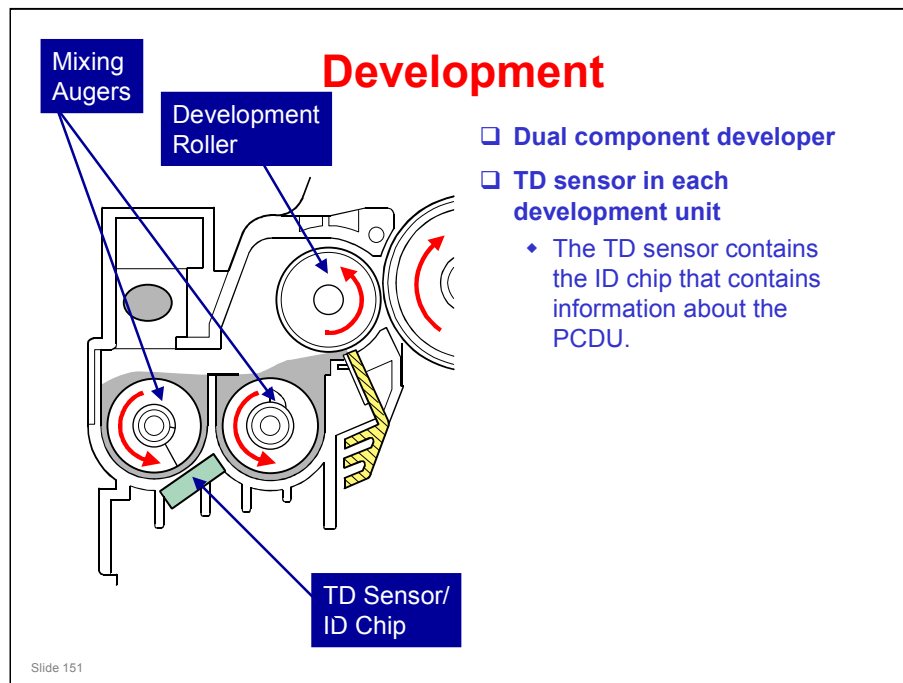 Development
Mixing
Augers
Development
Roller
❑ Dual component developer
❑ TD sensor in each
development unit
◆ The TD sensor contains
the ID chip that contains
information about the
PCDU.
TD Sensor/
ID Chip
Slide 151